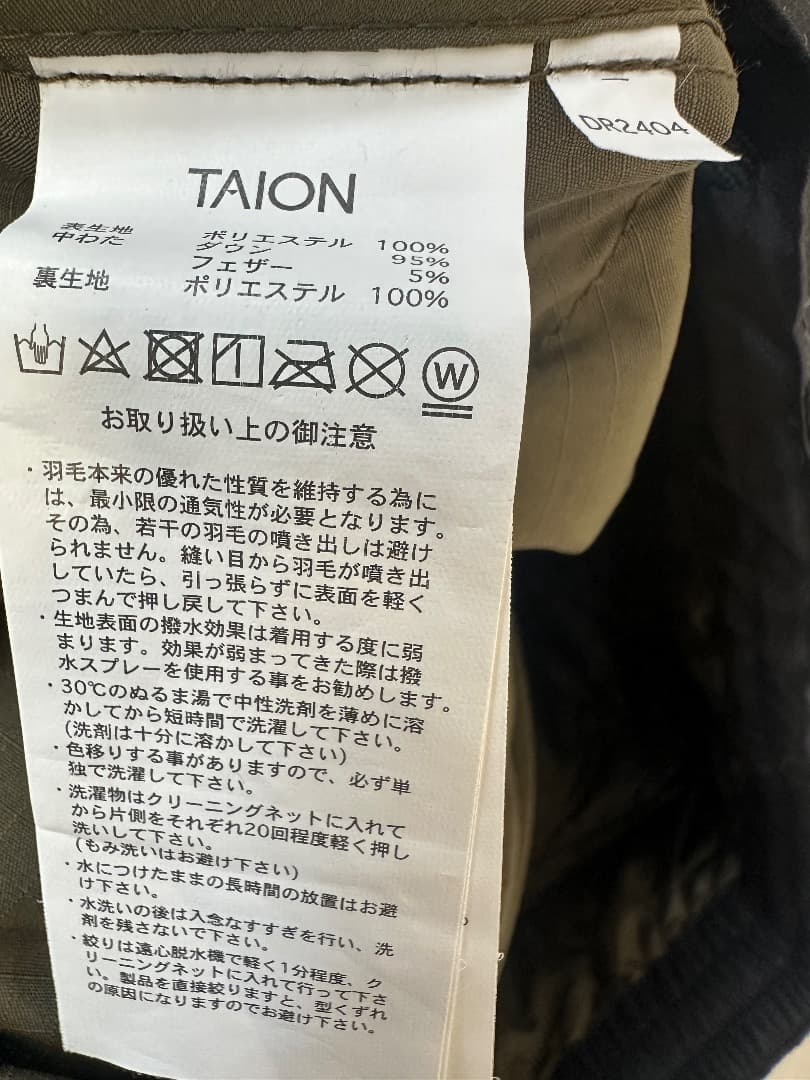 DR2404
TAION
表生地 ポリエステル 100%
中わた ダウン 95%
フェザー 5%
裏生地 ポリエステル 100%
W
お取り扱い上の御注意
・羽毛本来の優れた性質を維持する為に
は、最小限の通気性が必要となります。
その為、若干の羽毛の噴き出しは避け
られません。縫い目から羽毛が噴き出
していたら、引っ張らずに表面を軽く
つまんで押し戻して下さい。
・生地表面の撥水効果は着用する度に弱
まります。効果が弱まってきた際は撥
水スプレーを使用する事をお勧めします。
・30℃のぬるま湯で中性洗剤を薄めに溶
かしてから短時間で洗濯して下さい。
(洗剤は十分に溶かして下さい)
・色移りする事がありますので、必ず単
独で洗濯して下さい。
・洗濯物はクリーニングネットに入れて
から片側をそれぞれ20回程度軽く押し
洗いして下さい。
(もみ洗いはお避け下さい)
・水につけたままの長時間の放置はお避
け下さい。
・水洗いの後は入念なすすぎを行い、洗
剤を残さないで下さい。
・絞りは遠心脱水機で軽く1分程度、ク
リーニングネットに入れて行って下さ
い。製品を直接絞りますと、型くずれ
の原因になりますのでお避け下さい。